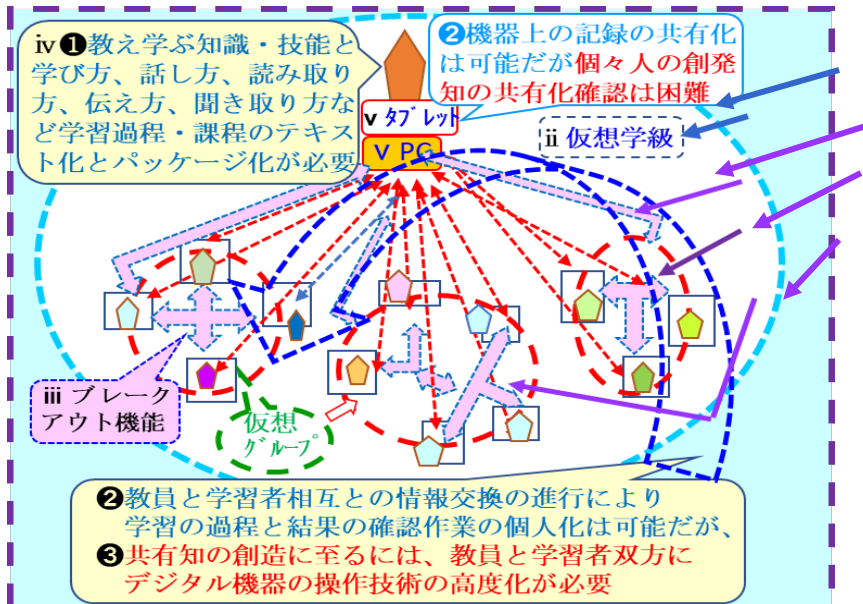 ⅳ❶教え学ぶ知識・技能と
学び方、話し方、読み取り
方、伝え方、聞き取り方な
ど学習過程・課程のテキス
ト化とパッケージ化が必要
❷機器上の記録の共有化
は可能だが個々人の創発
知の共有化確認は困難
ⅴタブレット
ⅴ PC
ⅱ 仮想学級
ⅲ ブレーク
アウト機能
仮想
グループ
❷教員と学習者相互との情報交換の進行により
学習の過程と結果の確認作業の個人化は可能だが、
❸共有知の創造に至るには、教員と学習者双方に
デジタル機器の操作技術の高度化が必要